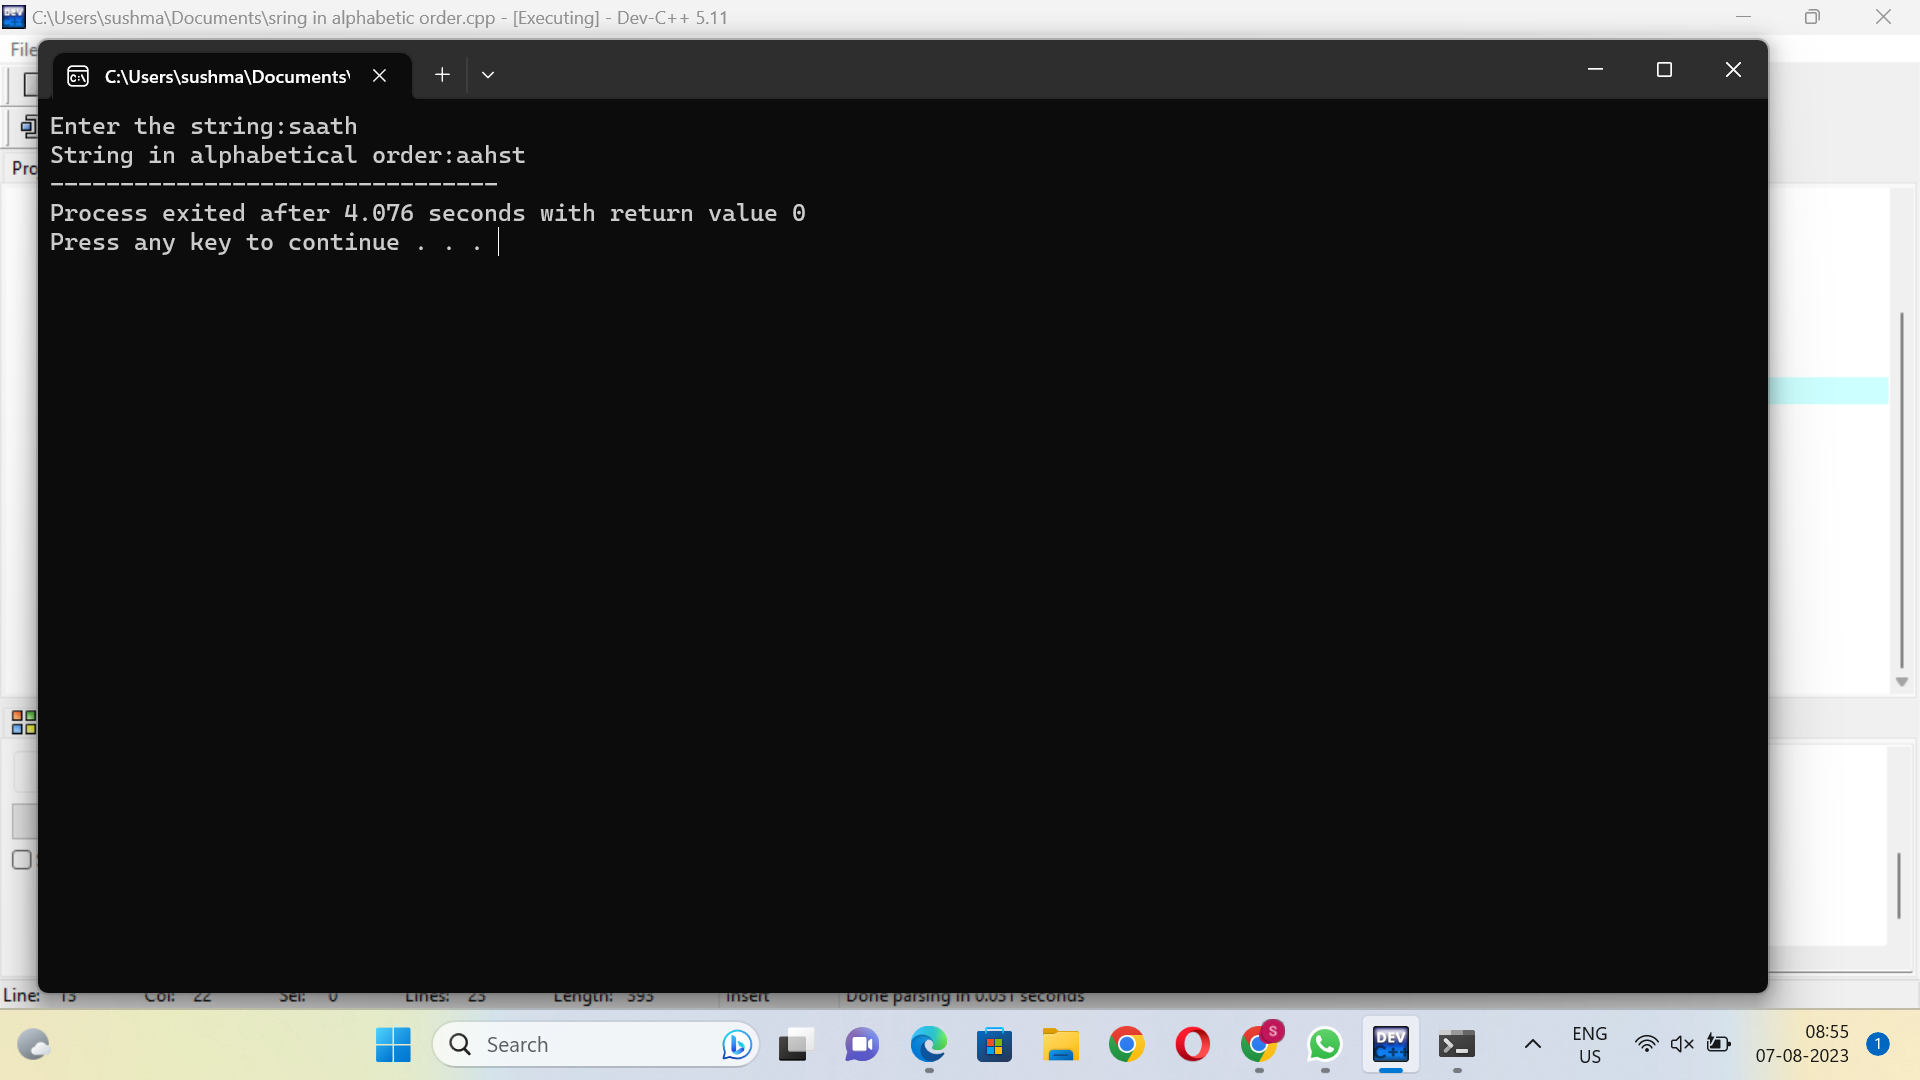 C:\Users\sushma\Documents\sring in alphabetic order.cpp - [Executing] - Dev-C++ 5.11
File
C:\Users\sushma\Documents\
Enter the string:saath
String in alphabetical order:aahst
--------------------------------
Process exited after 4.076 seconds with return value 0
Press any key to continue . . .
Pro
Line: 13 Col: 22 Sel: 0 Lines: 23 Length: 393 Insert Done parsing in 0.031 seconds
Search
S
DEV C++
ENG
US
08:55
07-08-2023
1